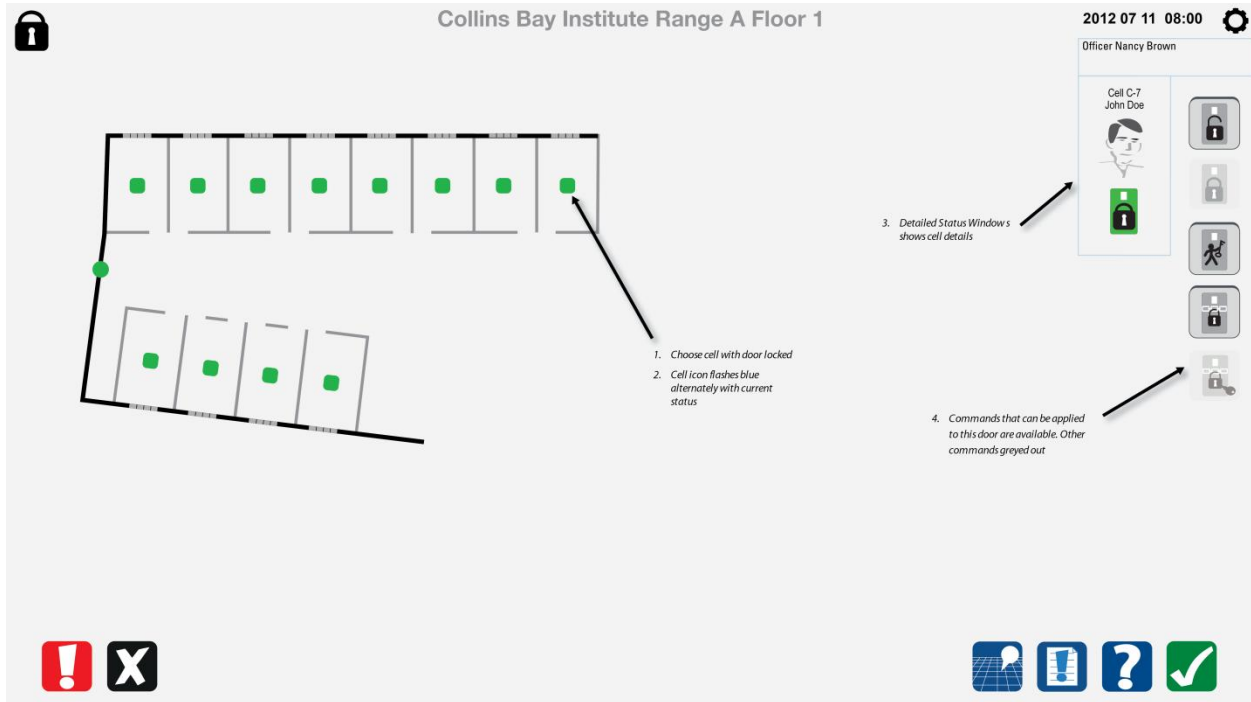 Collins Bay Institute Range A Floor 1
2012 07 11 08:00
Officer Nancy Brown
Cell C-7
John Doe
3. Detailed Status Window s
shows cell details
1. Choose cell with door locked
2. Cell icon flashes blue
alternately with current
status
4. Commands that can be applied
to this door are available. Other
commands greyed out